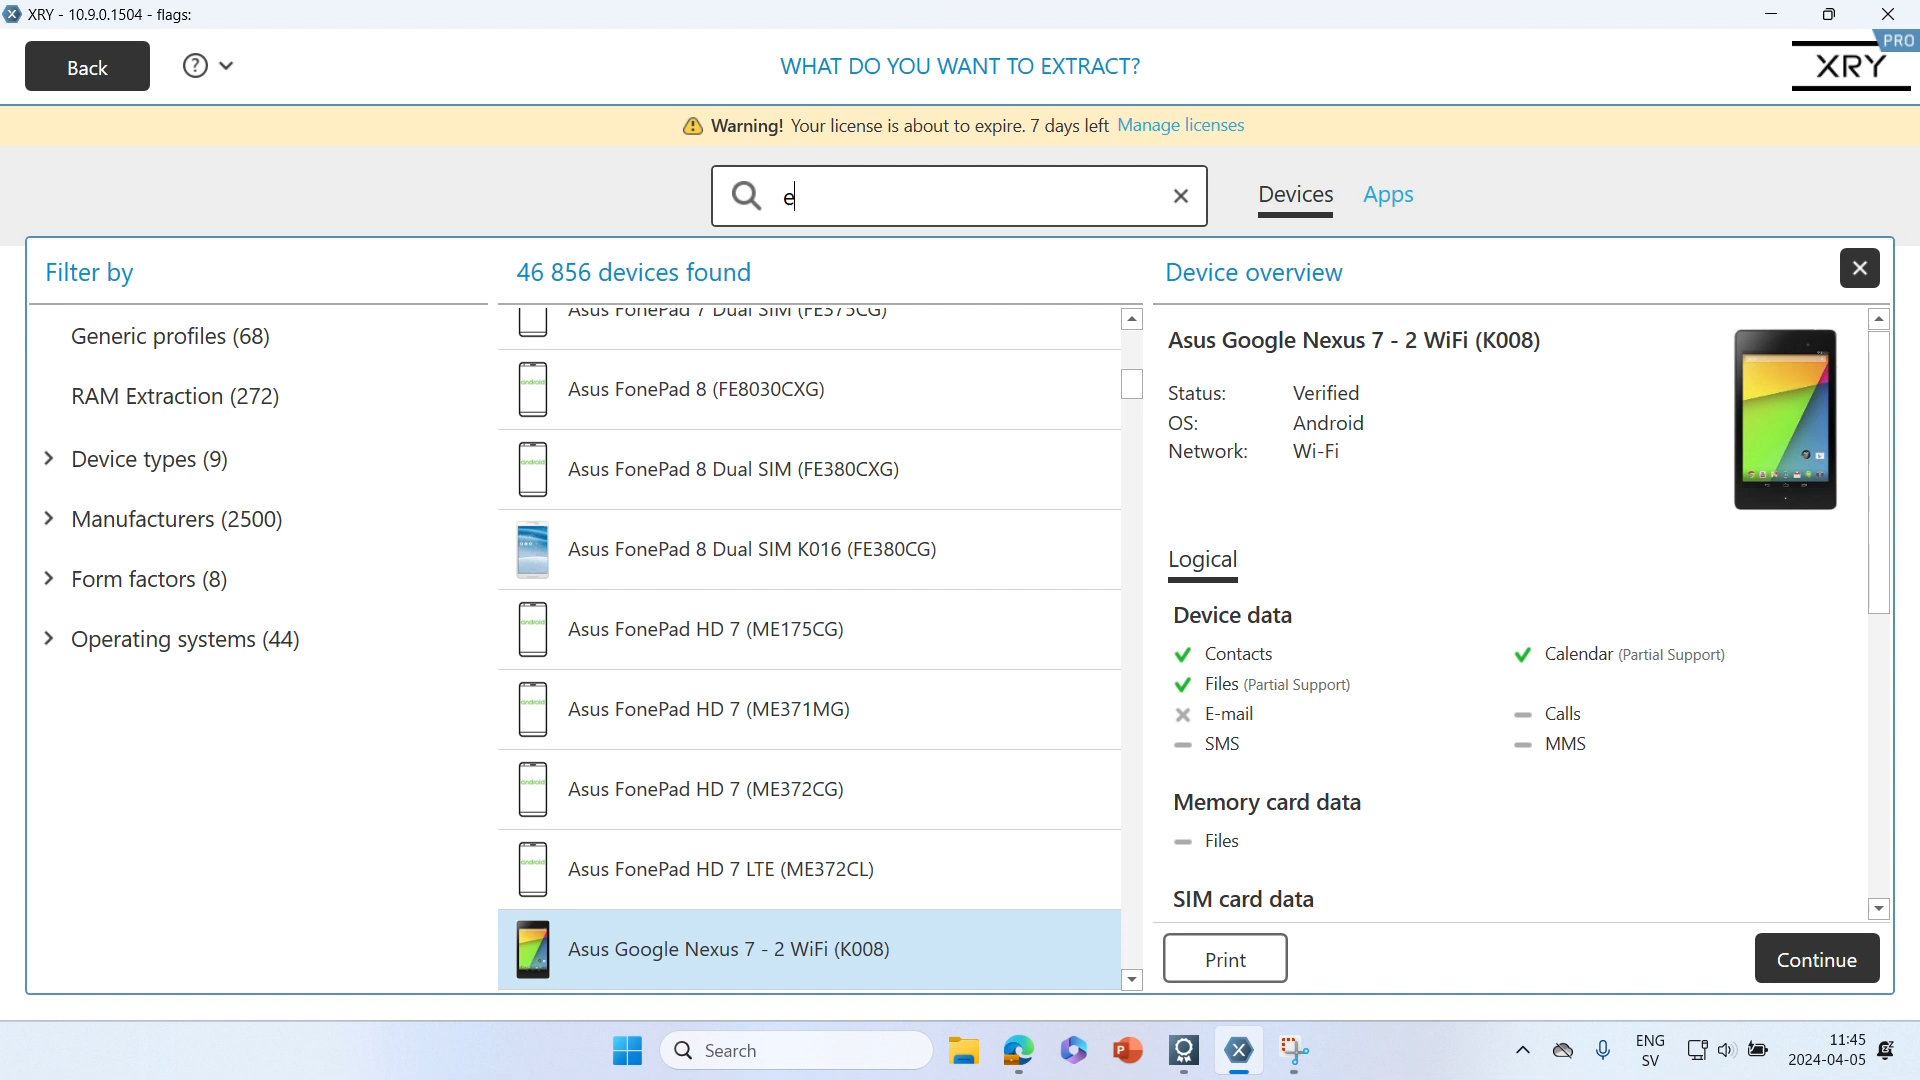 XRY - 10.9.0.1504 - flags:
Back
WHAT DO YOU WANT TO EXTRACT?
PRO
XRY
Warning! Your license is about to expire. 7 days left Manage licenses
e
Devices
Apps
Filter by
Generic profiles (68)
RAM Extraction (272)
Device types (9)
Manufacturers (2500)
Form factors (8)
Operating systems (44)
46 856 devices found
Asus FonePad 7 Dual SIM (FE375CG)
Asus FonePad 8 (FE8030CXG)
Asus FonePad 8 Dual SIM (FE380CXG)
Asus FonePad 8 Dual SIM K016 (FE380CG)
Asus FonePad HD 7 (ME175CG)
Asus FonePad HD 7 (ME371MG)
Asus FonePad HD 7 (ME372CG)
Asus FonePad HD 7 LTE (ME372CL)
Asus Google Nexus 7 - 2 WiFi (K008)
Device overview
Asus Google Nexus 7 - 2 WiFi (K008)
Status: Verified
OS: Android
Network: Wi-Fi
Logical
Device data
Contacts
Calendar (Partial Support)
Files (Partial Support)
E-mail
Calls
SMS
MMS
Memory card data
Files
SIM card data
Print
Continue
Search
ENG
SV
11:45
2024-04-05